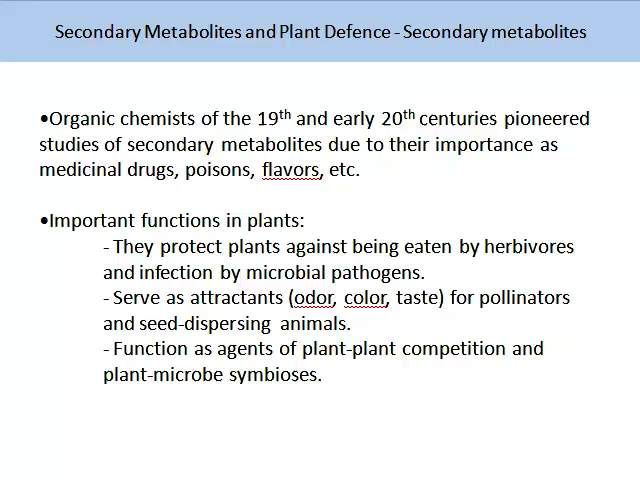 Secondary Metabolites and Plant Defence - Secondary metabolites
•Organic chemists of the 19th and early 20th centuries pioneered
studies of secondary metabolites due to their importance as
medicinal drugs, poisons, flavors, etc.
•Important functions in plants:
- They protect plants against being eaten by herbivores
and infection by microbial pathogens.
- Serve as attractants (odor, color, taste) for pollinators
and seed-dispersing animals.
- Function as agents of plant-plant competition and
plant-microbe symbioses.